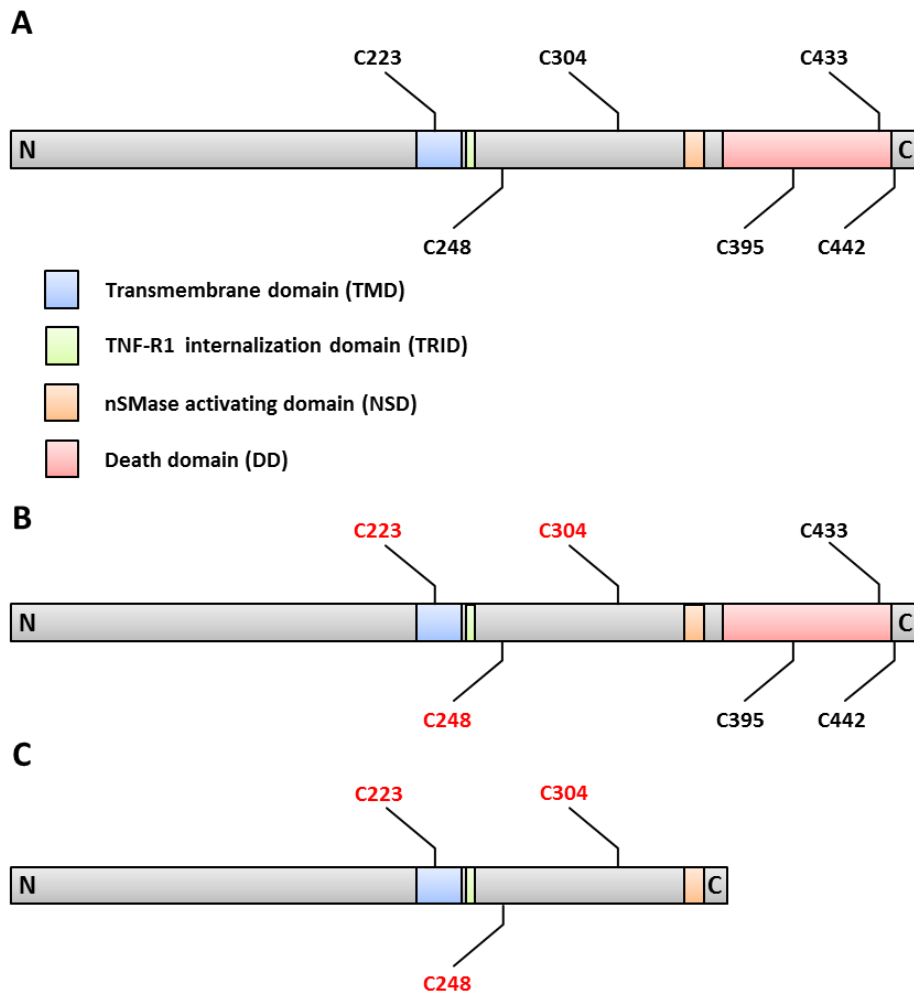 A
C223 C304 C433
N C
C248 C395 C442
Transmembrane domain (TMD)
TNF-R1 internalization domain (TRID)
nSMase activating domain (NSD)
Death domain (DD)
B
C223 C304 C433
N C
C248 C395 C442
C
C223 C304
N C
C248